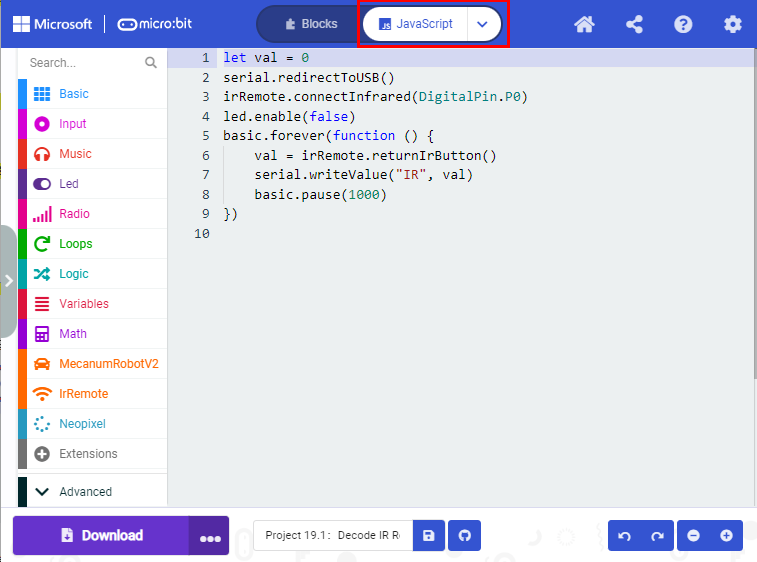 Microsoft micro:bit Blocks JS JavaScript
Search...
Basic
Input
Music
Led
Radio
Loops
Logic
Variables
Math
MecanumRobotV2
IrRemote
Neopixel
Extensions
Advanced
1 let val = 0
2 serial.redirectToUSB()
3 irRemote.connectInfrared(DigitalPin.P0)
4 led.enable(false)
5 basic.forever(function () {
6     val = irRemote.returnIrButton()
7     serial.writeValue("IR", val)
8     basic.pause(1000)
9 })
10
Download ••• Project 19.1: Decode IR R